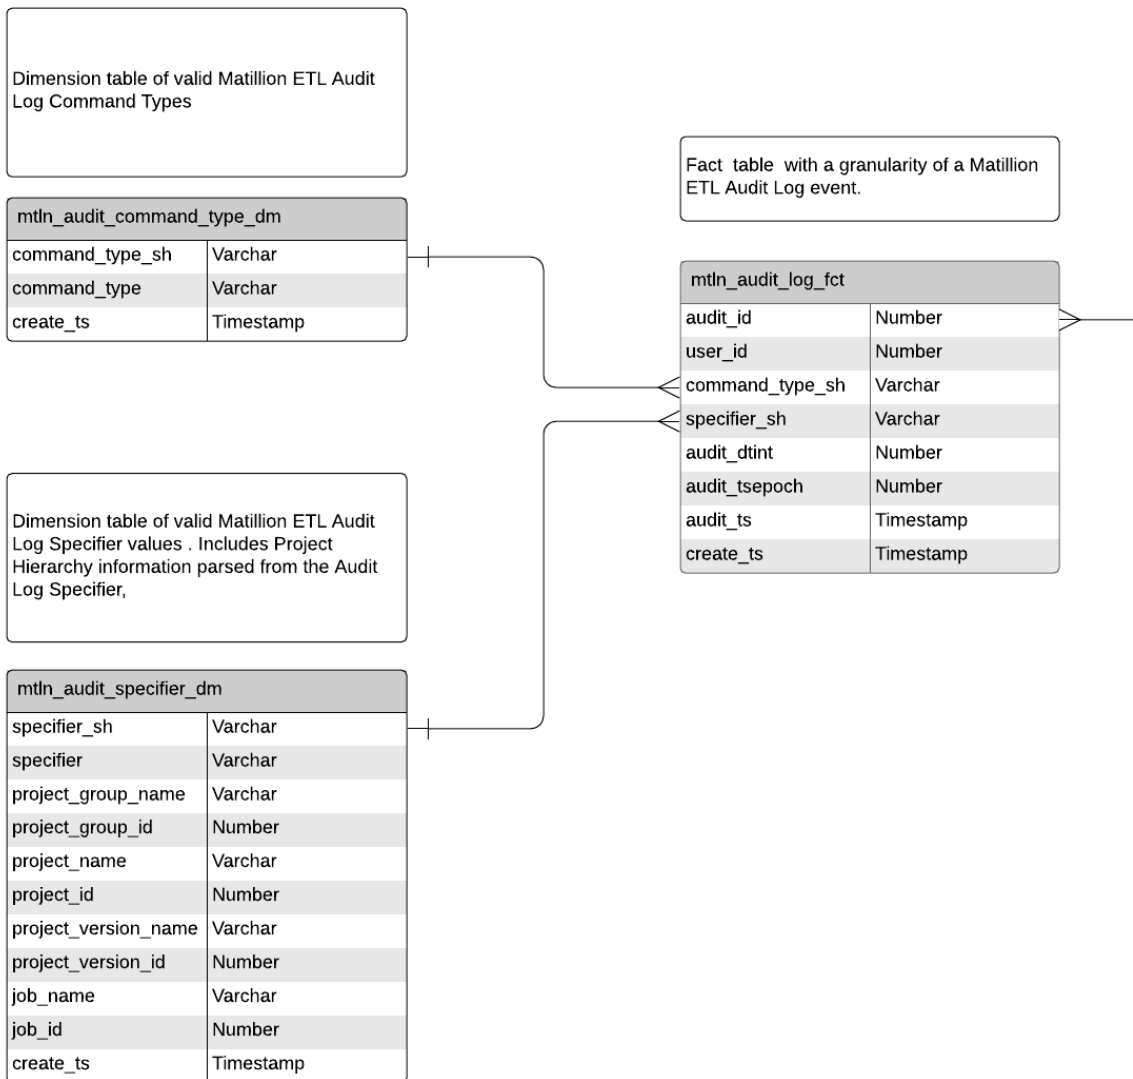 Dimension table of valid Matillion ETL Audit
Log Command Types
mtln_audit_command_type_dm
command_type_sh Varchar
command_type Varchar
create_ts Timestamp
Fact table with a granularity of a Matillion
ETL Audit Log event.
mtln_audit_log_fct
audit_id Number
user_id Number
command_type_sh Varchar
specifier_sh Varchar
audit_dtint Number
audit_tsepoch Number
audit_ts Timestamp
create_ts Timestamp
Dimension table of valid Matillion ETL Audit
Log Specifier values . Includes Project
Hierarchy information parsed from the Audit
Log Specifier,
mtln_audit_specifier_dm
specifier_sh Varchar
specifier Varchar
project_group_name Varchar
project_group_id Number
project_name Varchar
project_id Number
project_version_name Varchar
project_version_id Number
job_name Varchar
job_id Number
create_ts Timestamp